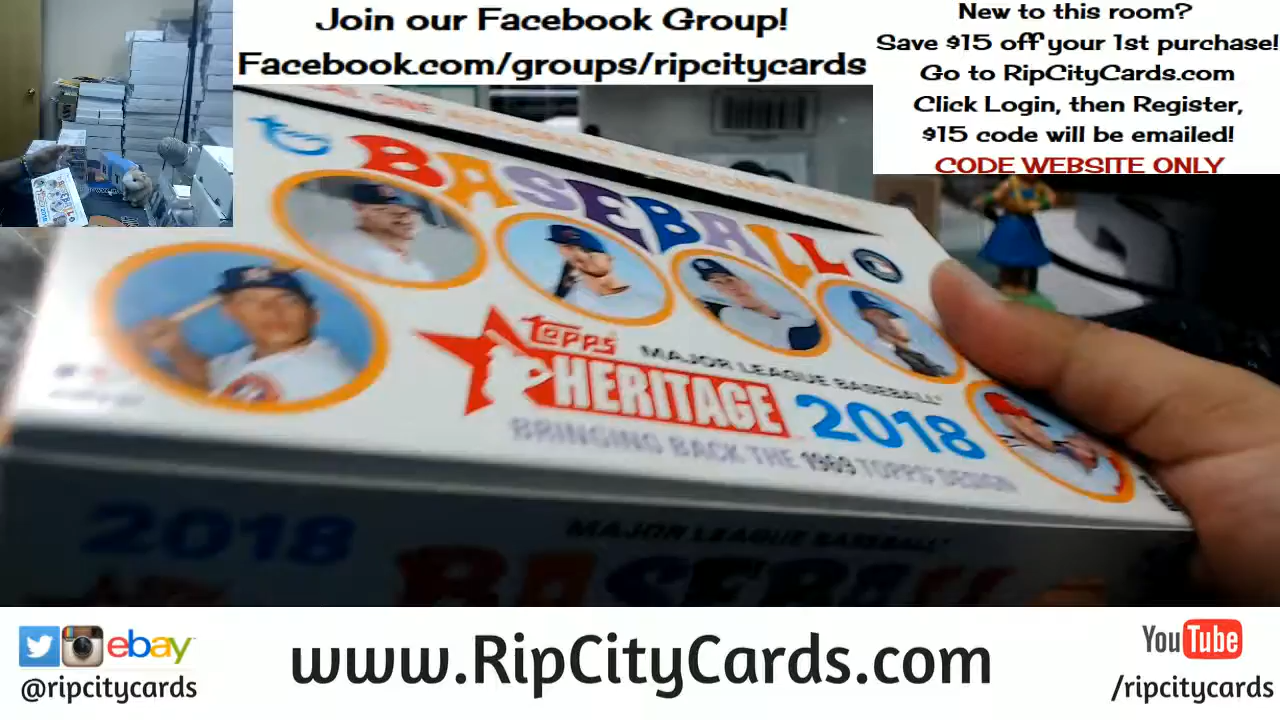 Join our Facebook Group!
Facebook.com/groups/ripcitycards
New to this room?
Save $15 off your 1st purchase!
Go to RipCityCards.com
Click Login, then Register,
$15 code will be emailed!
CODE WEBSITE ONLY
BASEBALL
topps
MAJOR LEAGUE BASEBALL
HERITAGE 2018
BRINGING BACK THE 1969 TOPPS DESIGN
2018
MAJOR LEAGUE BASEBALL
BASEBALL
ebay
@ripcitycards
www.RipCityCards.com
YouTube
/ripcitycards